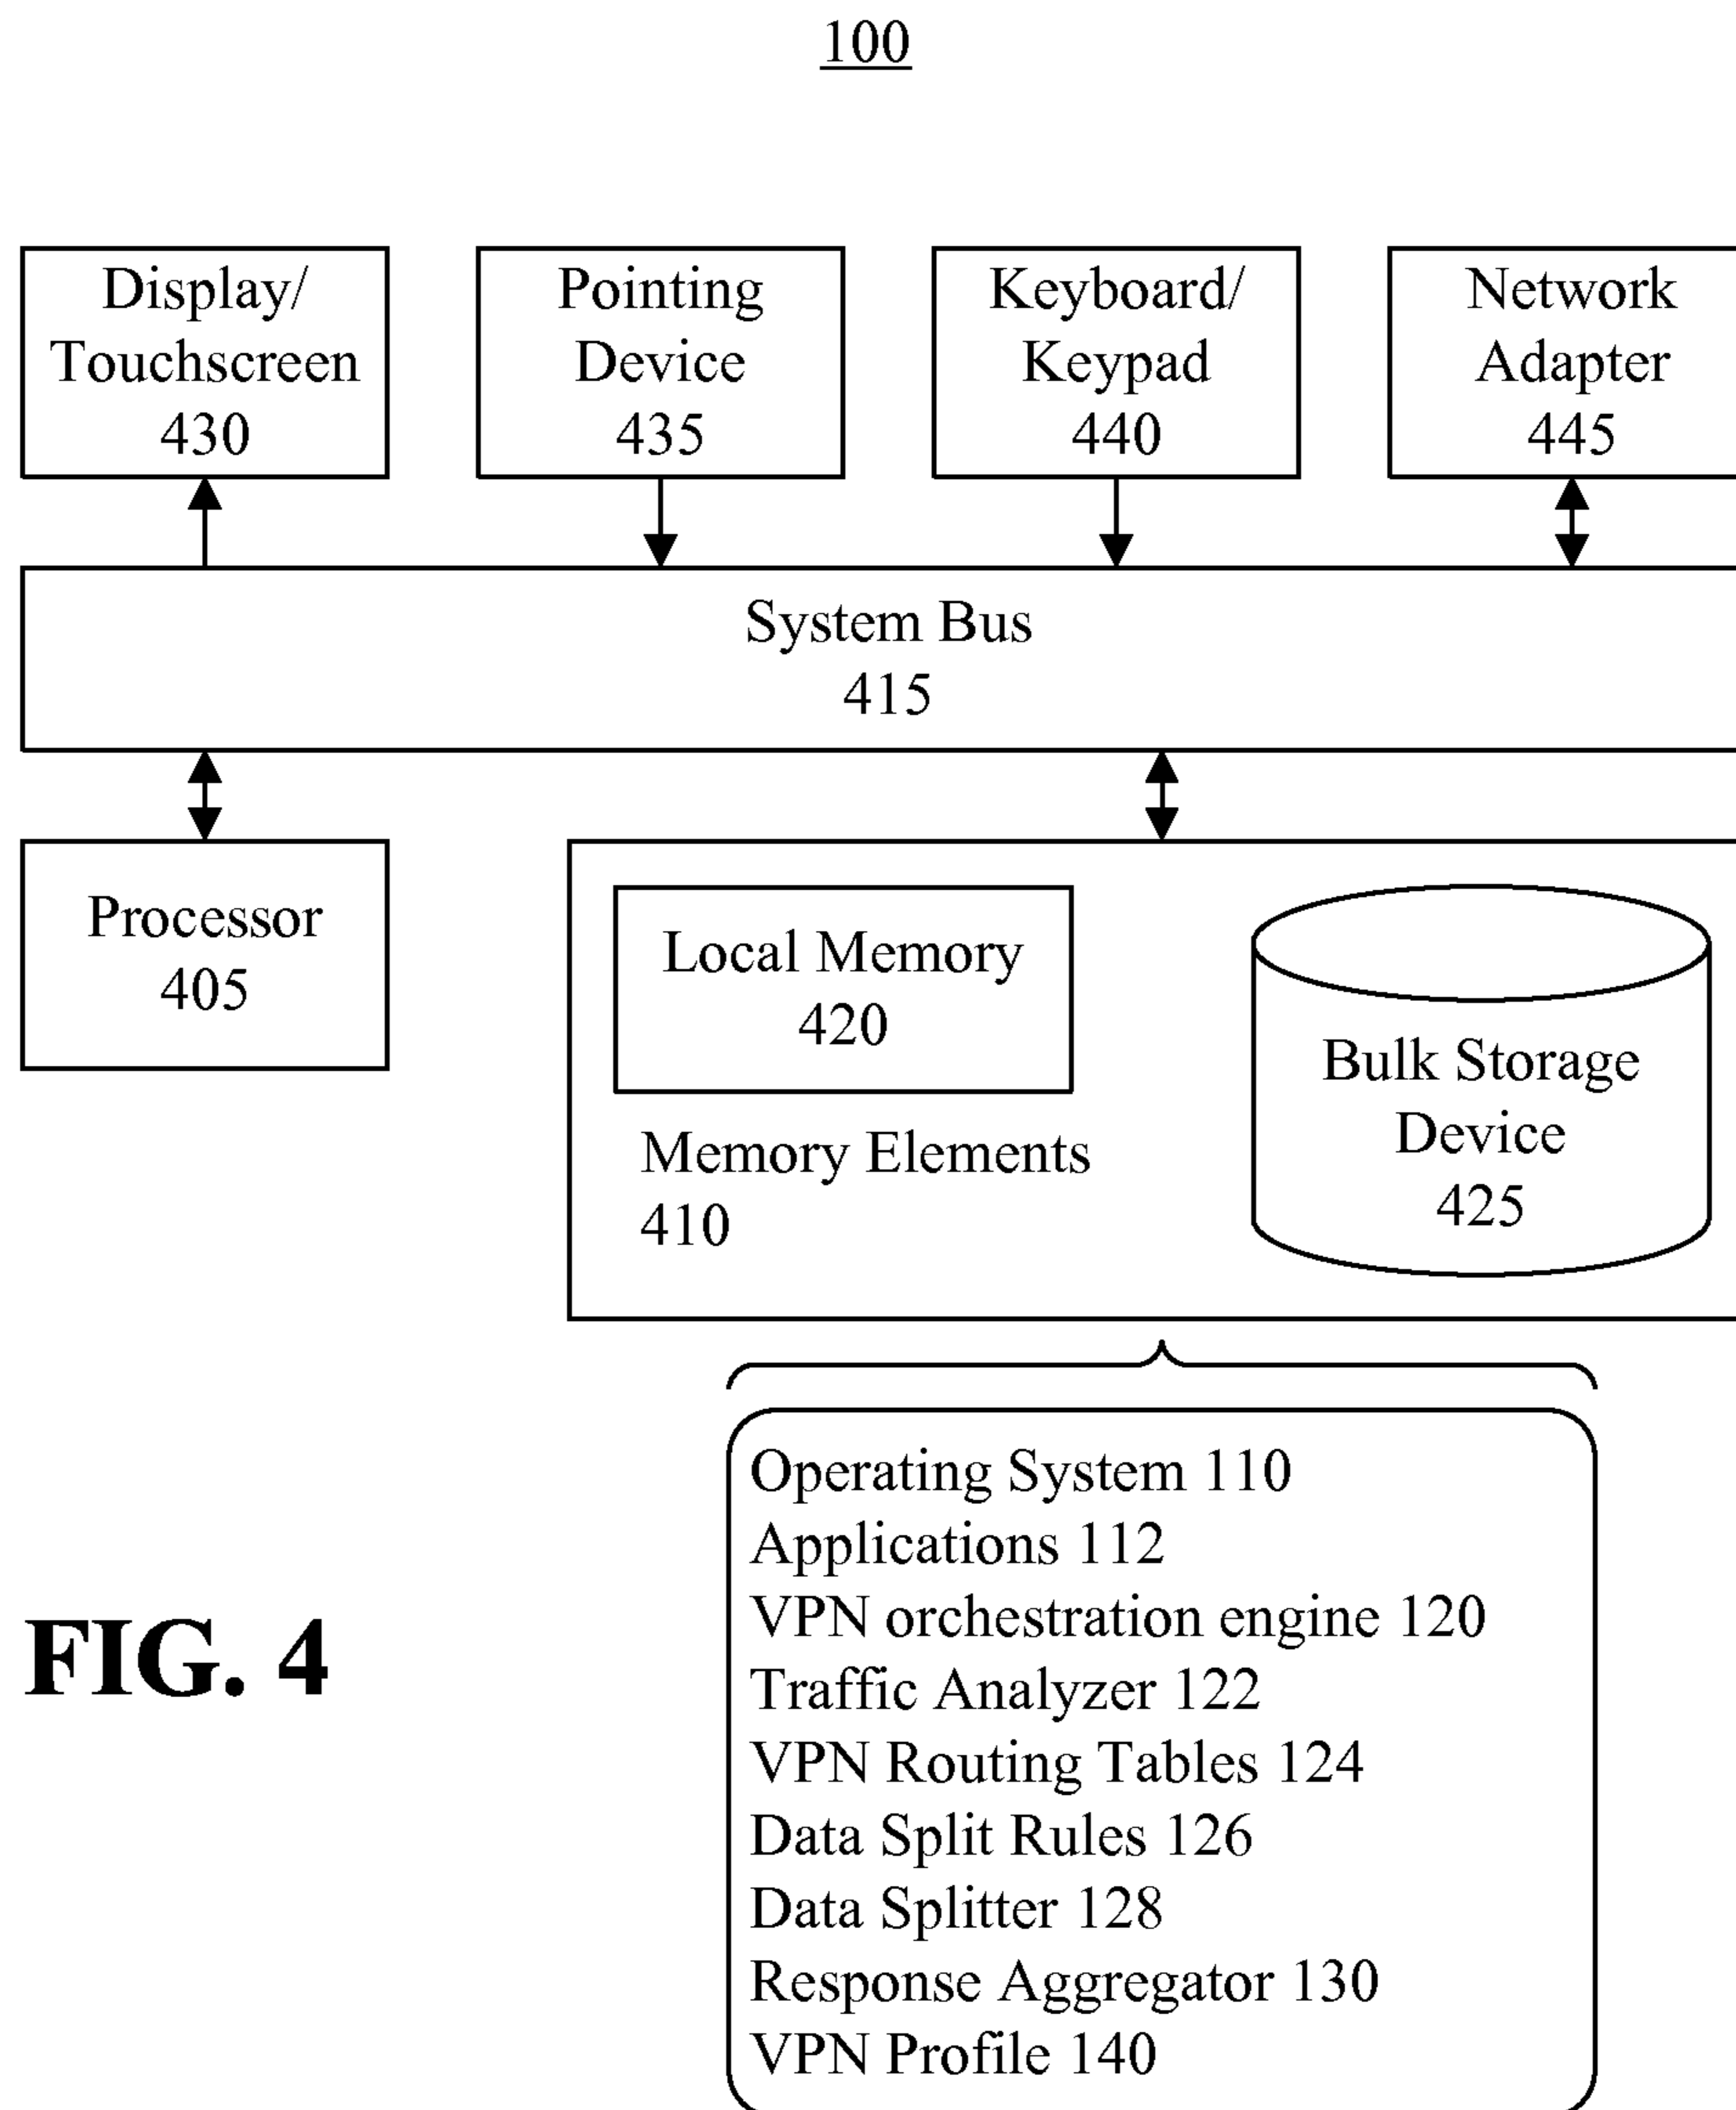 100
Display/
Touchscreen
430
Pointing
Device
435
Keyboard/
Keypad
440
Network
Adapter
445
System Bus
415
Processor
405
Local Memory
420
Memory Elements
410
Bulk Storage
Device
425
Operating System 110
Applications 112
VPN orchestration engine 120
Traffic Analyzer 122
VPN Routing Tables 124
Data Split Rules 126
Data Splitter 128
Response Aggregator 130
VPN Profile 140
FIG. 4